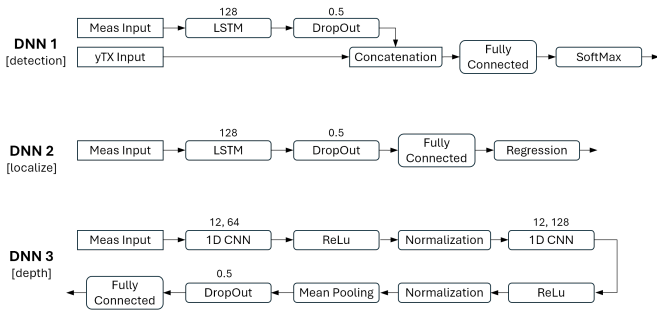 128
0.5
Meas Input
LSTM
DropOut
DNN 1
[detection]
yTX Input
Concatenation
Fully
Connected
SoftMax
128
0.5
DNN 2
[localize]
Meas Input
LSTM
DropOut
Fully
Connected
Regression
12, 64
12, 128
Meas Input
1D CNN
ReLu
Normalization
1D CNN
DNN 3
[depth]
0.5
Fully
Connected
DropOut
Mean Pooling
Normalization
ReLu